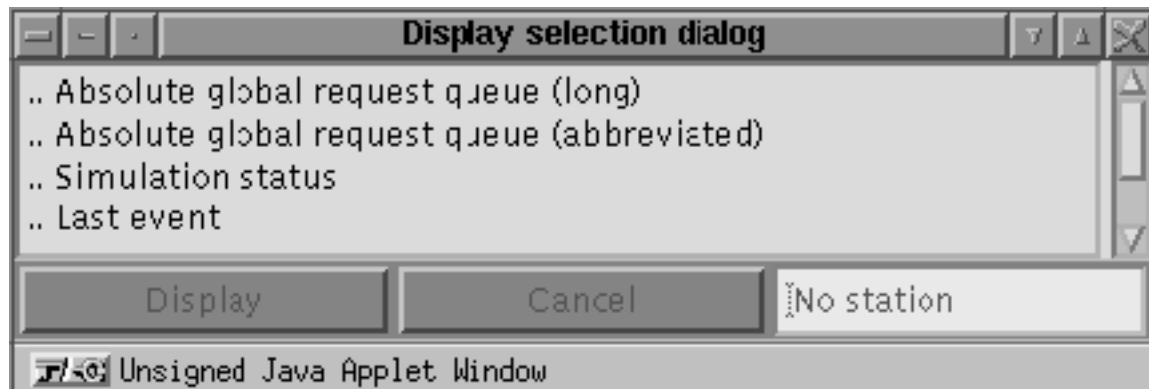 Display selection dialog
.. Absolute global request queue (long)
.. Absolute global request queue (abbreviated)
.. Simulation status
.. Last event
Display Cancel No station
Unsigned Java Applet Window